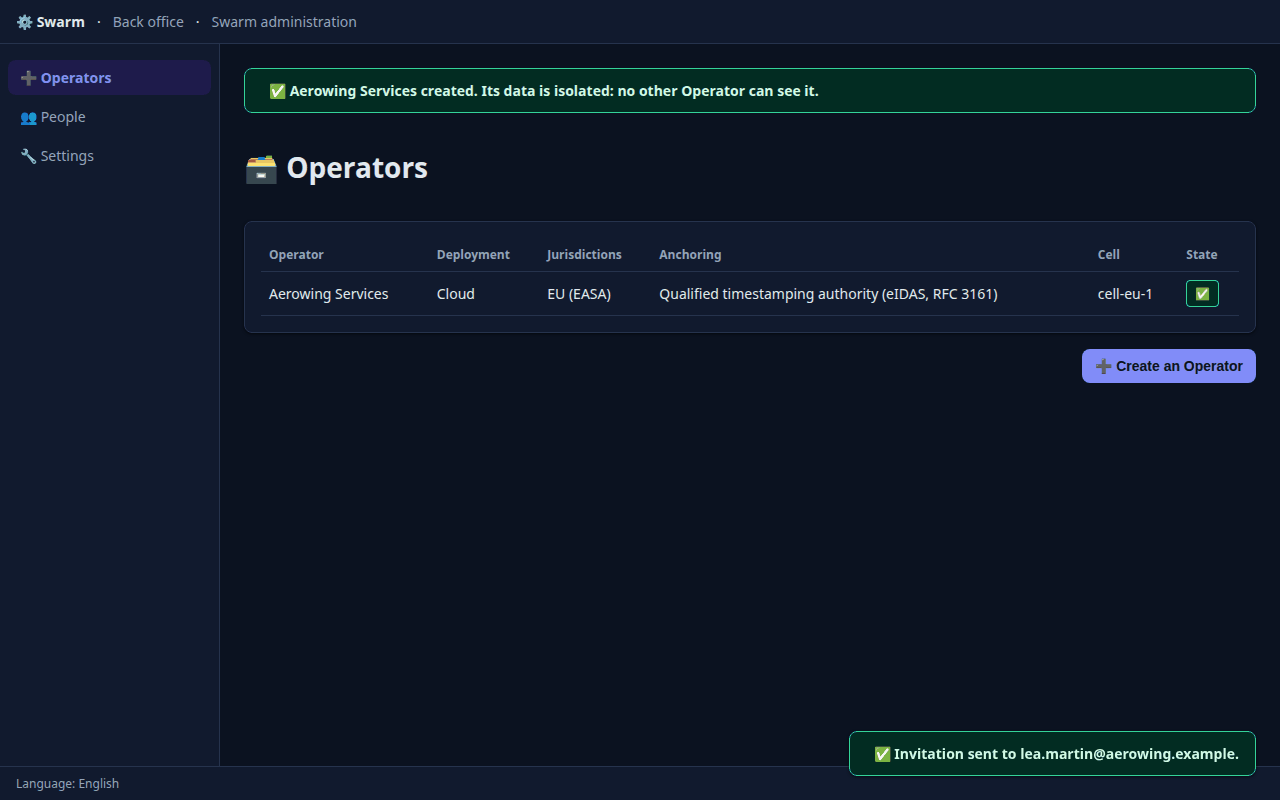 ⚙️ Swarm · Back office · Swarm administration
➕ Operators
👥 People
🔧 Settings
✅ Aerowing Services created. Its data is isolated: no other Operator can see it.
🗃️ Operators
Operator Deployment Jurisdictions Anchoring Cell State
Aerowing Services Cloud EU (EASA) Qualified timestamping authority (eIDAS, RFC 3161) cell-eu-1 ✅
➕ Create an Operator
✅ Invitation sent to lea.martin@aerowing.example.
Language: English